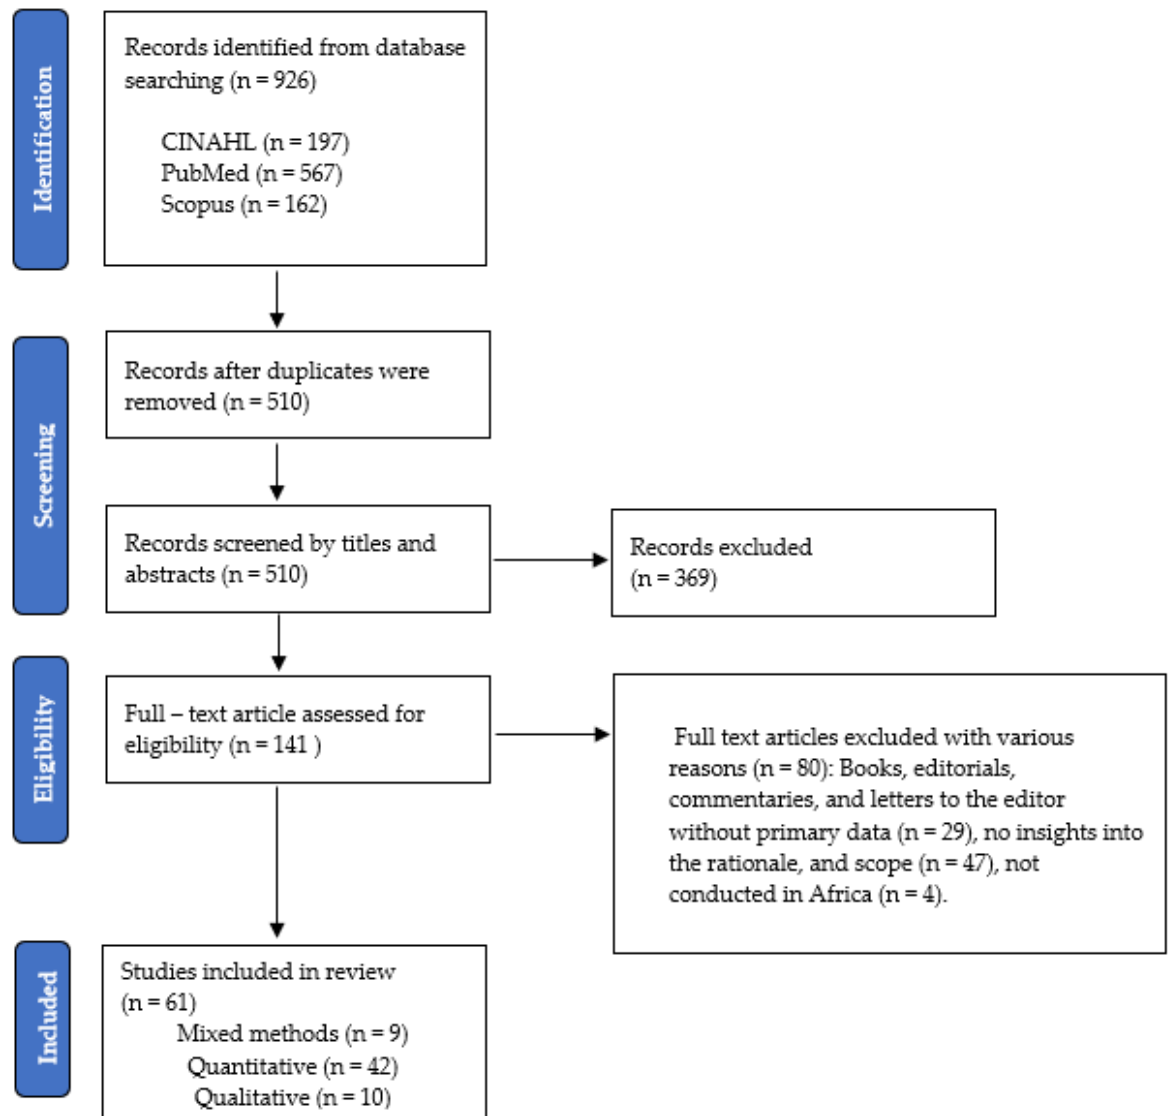 Identification
Records identified from database
searching (n = 926)
CINAHL (n = 197)
PubMed (n = 567)
Scopus (n = 162)
Screening
Records after duplicates were
removed (n = 510)
Records screened by titles and
abstracts (n = 510)
Records excluded
(n = 369)
Eligibility
Full – text article assessed for
eligibility (n = 141 )
Full text articles excluded with various
reasons (n = 80): Books, editorials,
commentaries, and letters to the editor
without primary data (n = 29), no insights into
the rationale, and scope (n = 47), not
conducted in Africa (n = 4).
Included
Studies included in review
(n = 61)
Mixed methods (n = 9)
Quantitative (n = 42)
Qualitative (n = 10)